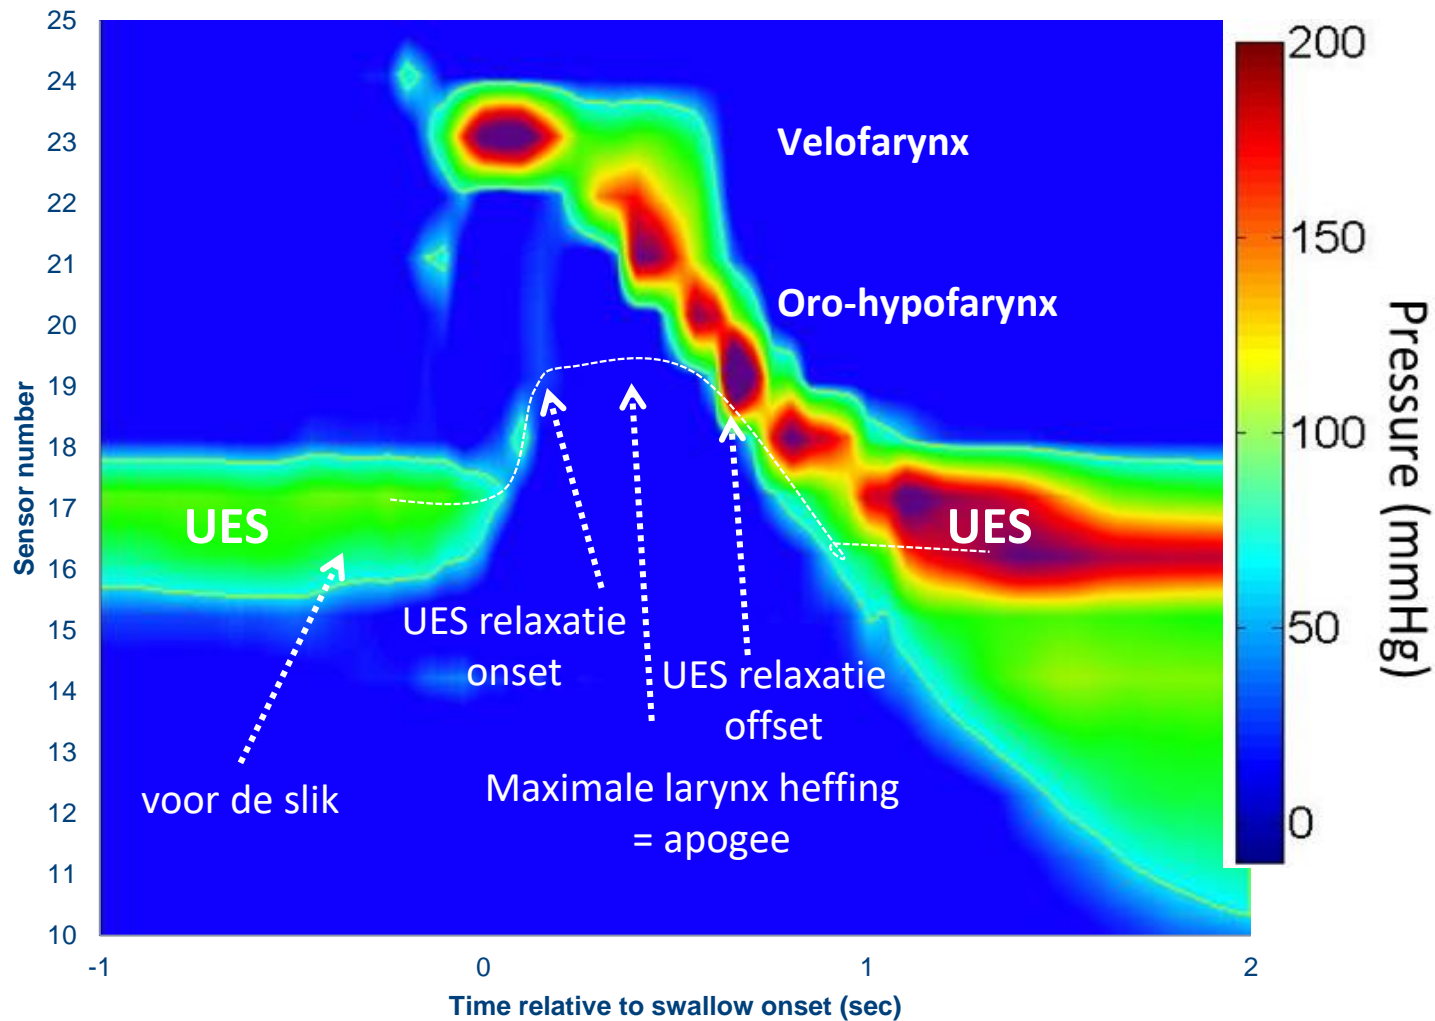 25
24
23
22
21
20
19
18
17
16
15
14
13
12
11
10
Sensor number
-1
0
1
2
Time relative to swallow onset (sec)
Velofarynx
Oro-hypofarynx
UES
UES
UES relaxatie
onset
UES relaxatie
offset
voor de slik
Maximale larynx heffing
= apogee
200
150
100
50
0
Pressure (mmHg)